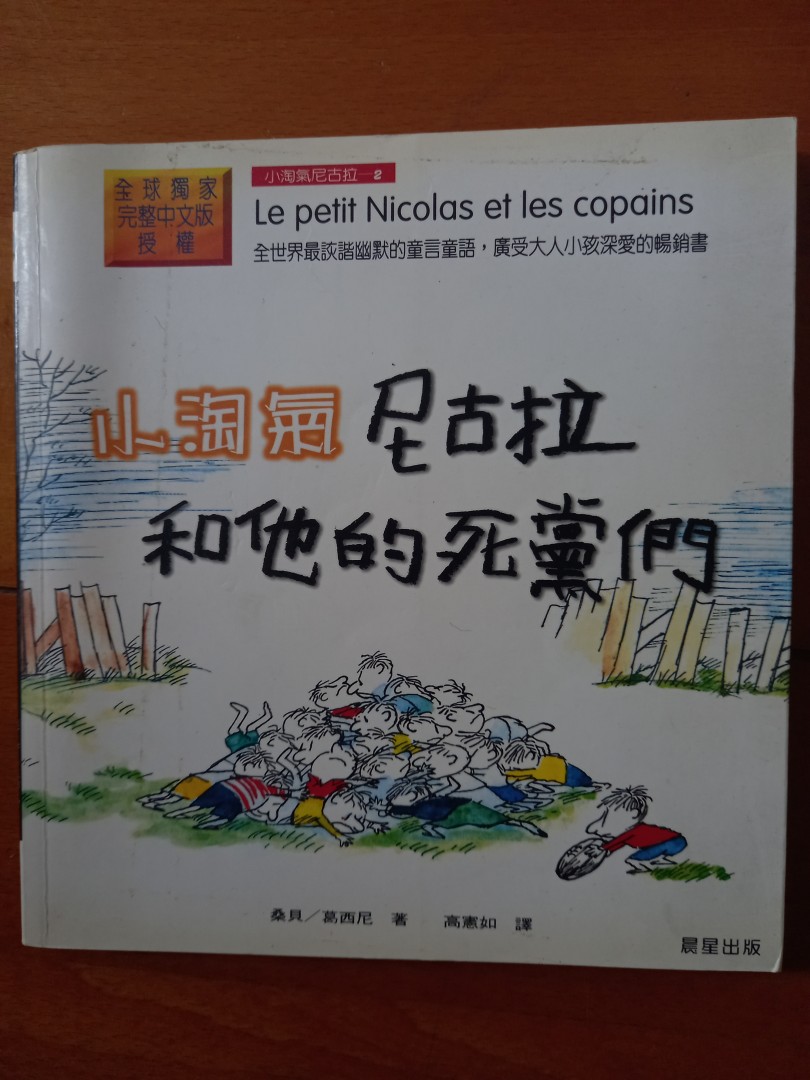 全球獨家
完整中文版
授權
小淘氣尼古拉—2
Le petit Nicolas et les copains
全世界最詼諧幽默的童言童語，廣受大人小孩深愛的暢銷書
小淘氣 尼古拉
和他的死黨們
桑貝／葛西尼 著 高憲如 譯
晨星出版